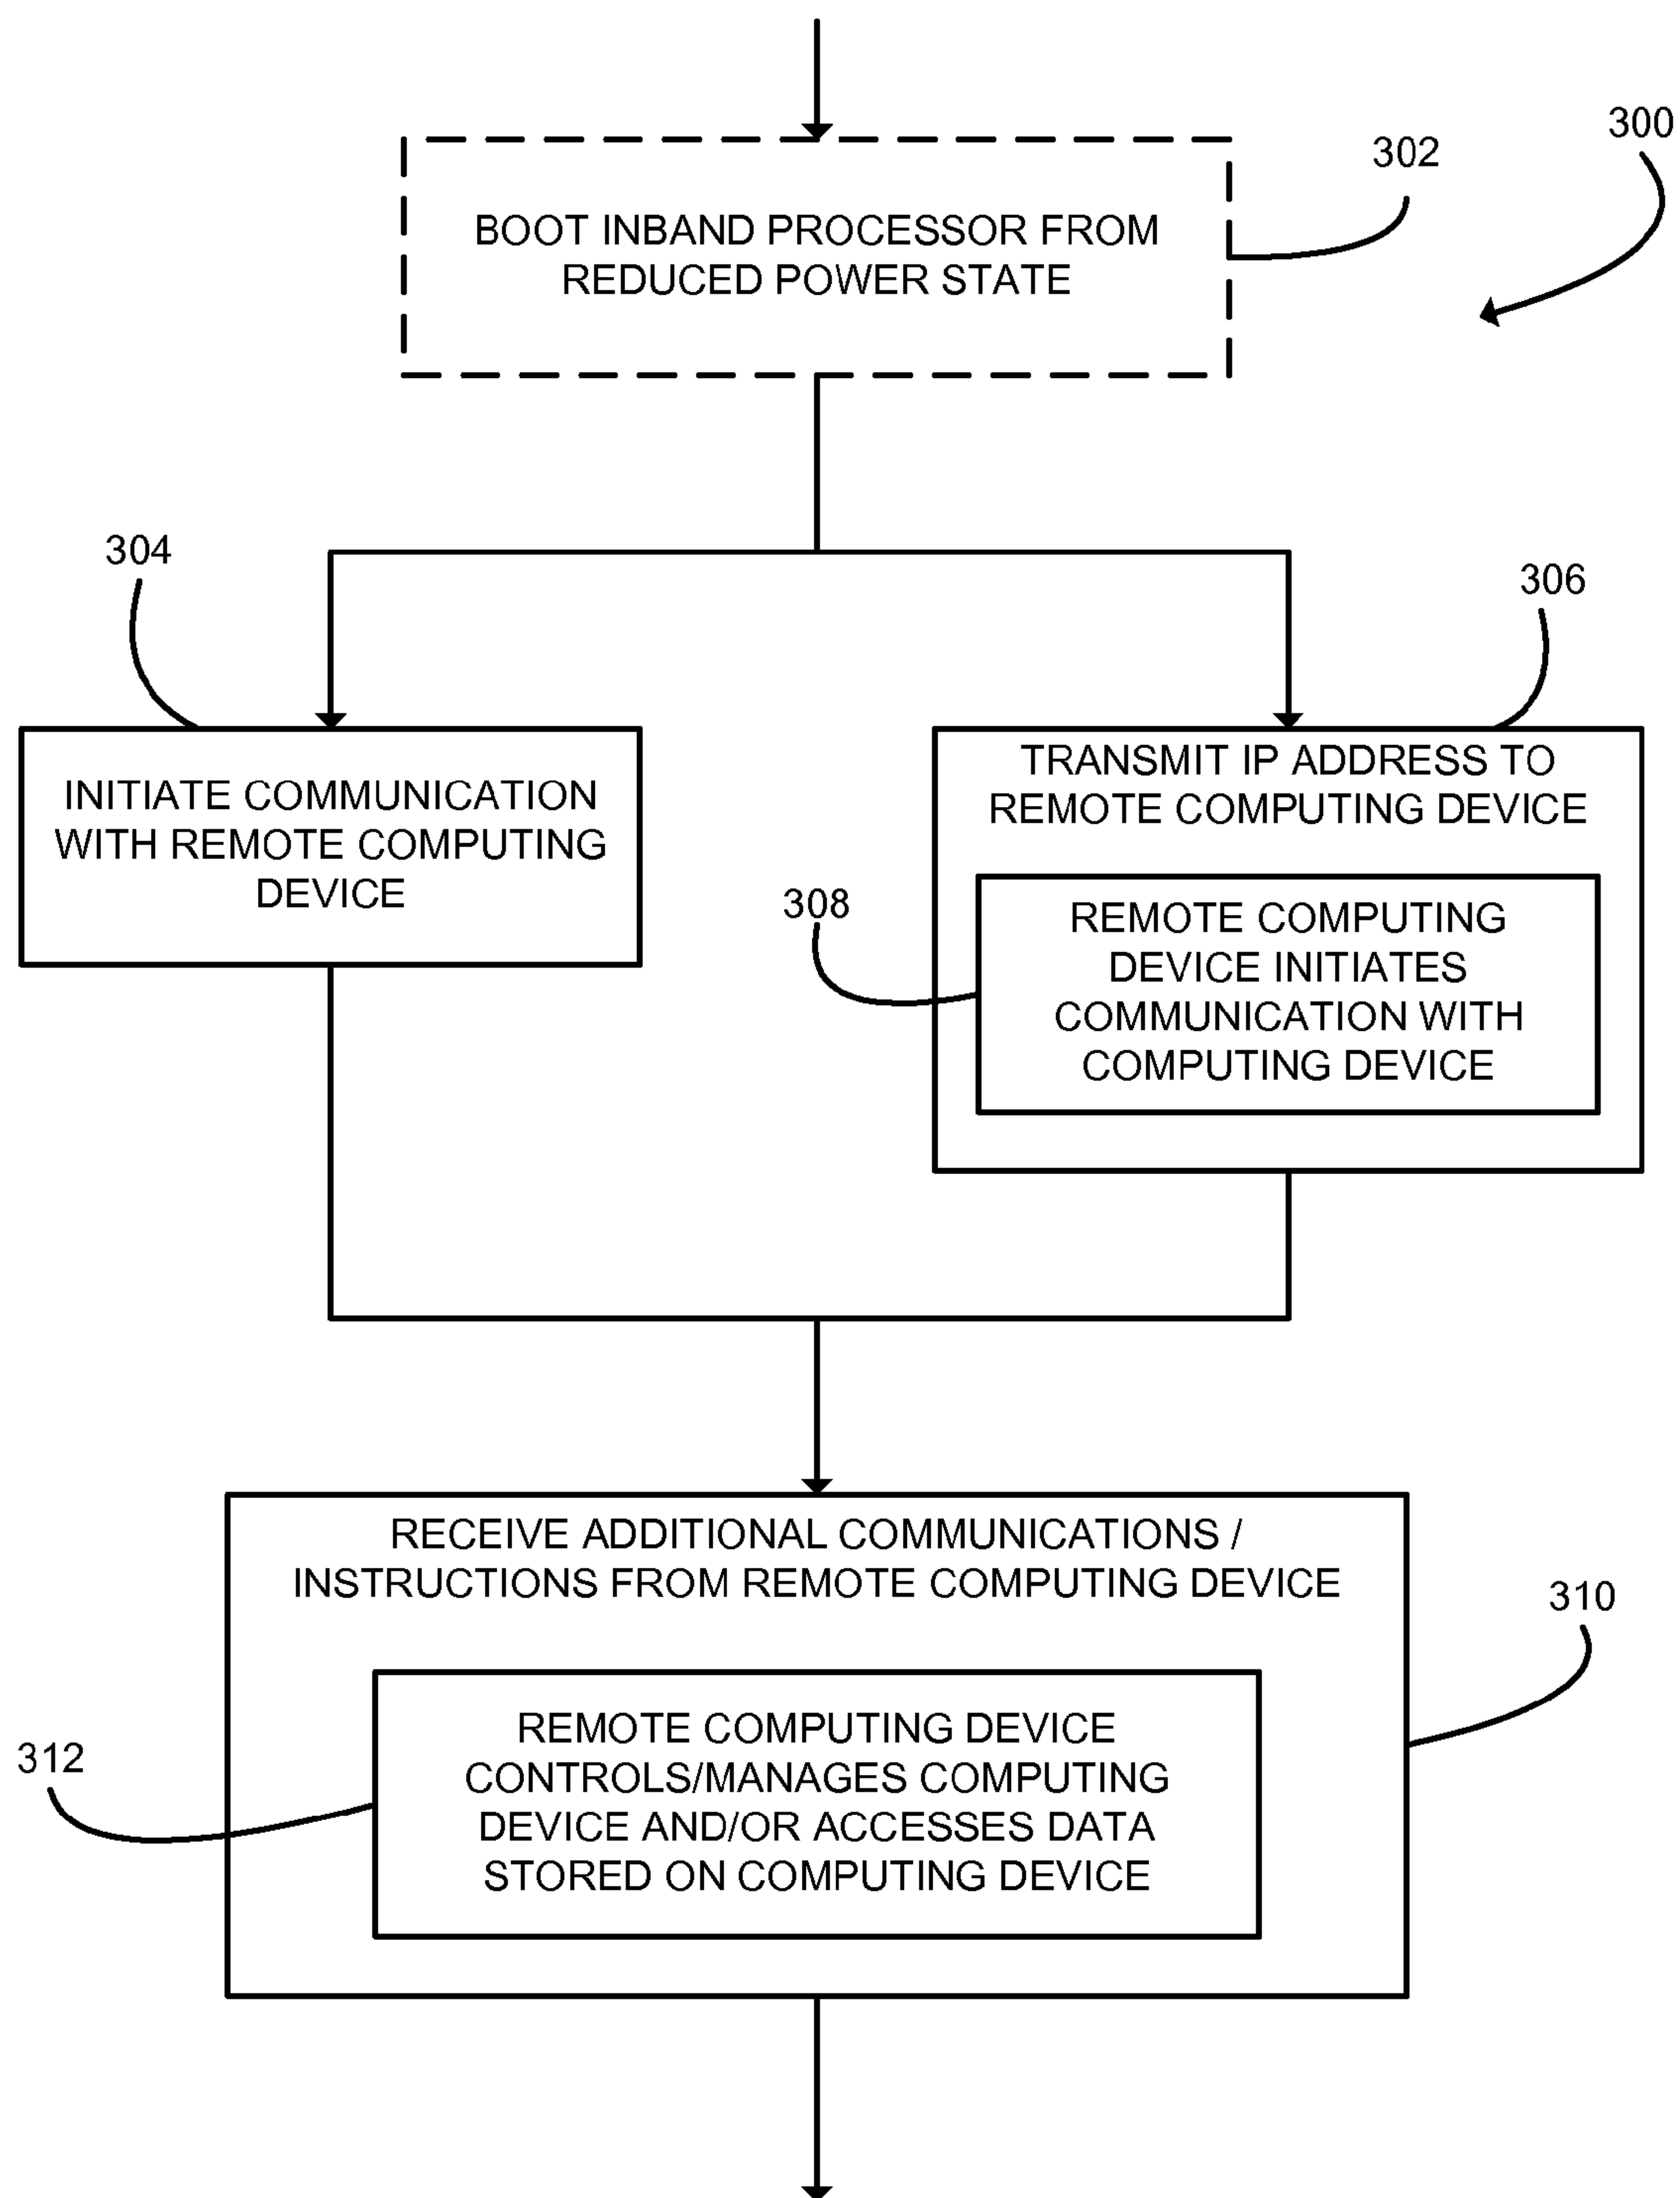 300
302
BOOT INBAND PROCESSOR FROM
REDUCED POWER STATE
304
306
INITIATE COMMUNICATION
WITH REMOTE COMPUTING
DEVICE
TRANSMIT IP ADDRESS TO
REMOTE COMPUTING DEVICE
308
REMOTE COMPUTING
DEVICE INITIATES
COMMUNICATION WITH
COMPUTING DEVICE
RECEIVE ADDITIONAL COMMUNICATIONS /
INSTRUCTIONS FROM REMOTE COMPUTING DEVICE
310
312
REMOTE COMPUTING DEVICE
CONTROLS/MANAGES COMPUTING
DEVICE AND/OR ACCESSES DATA
STORED ON COMPUTING DEVICE